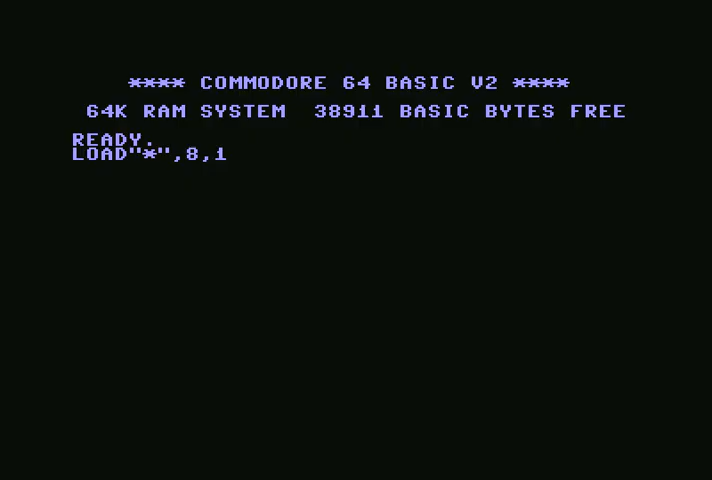 **** COMMODORE 64 BASIC V2 ****
64K RAM SYSTEM  38911 BASIC BYTES FREE
READY.
LOAD"*",8,1